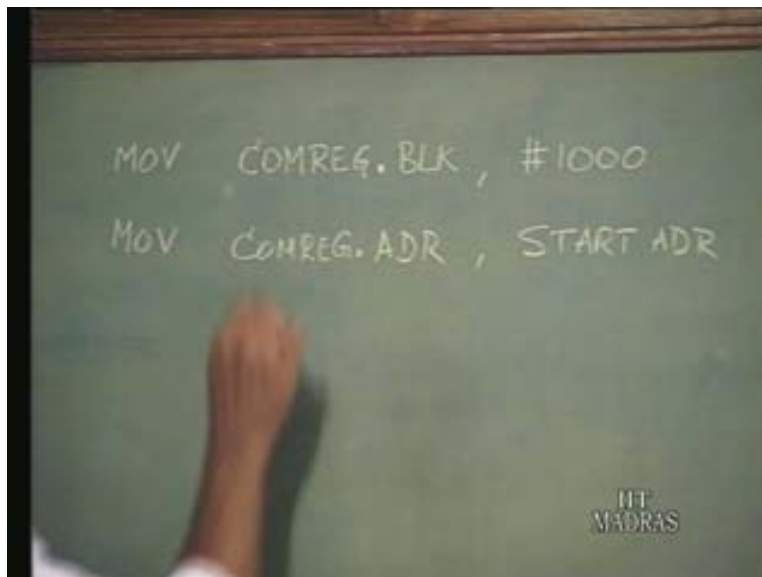 MOV COMREG.BLK, #1000
MOV COMREG.ADR, START ADR
IIT
MADRAS